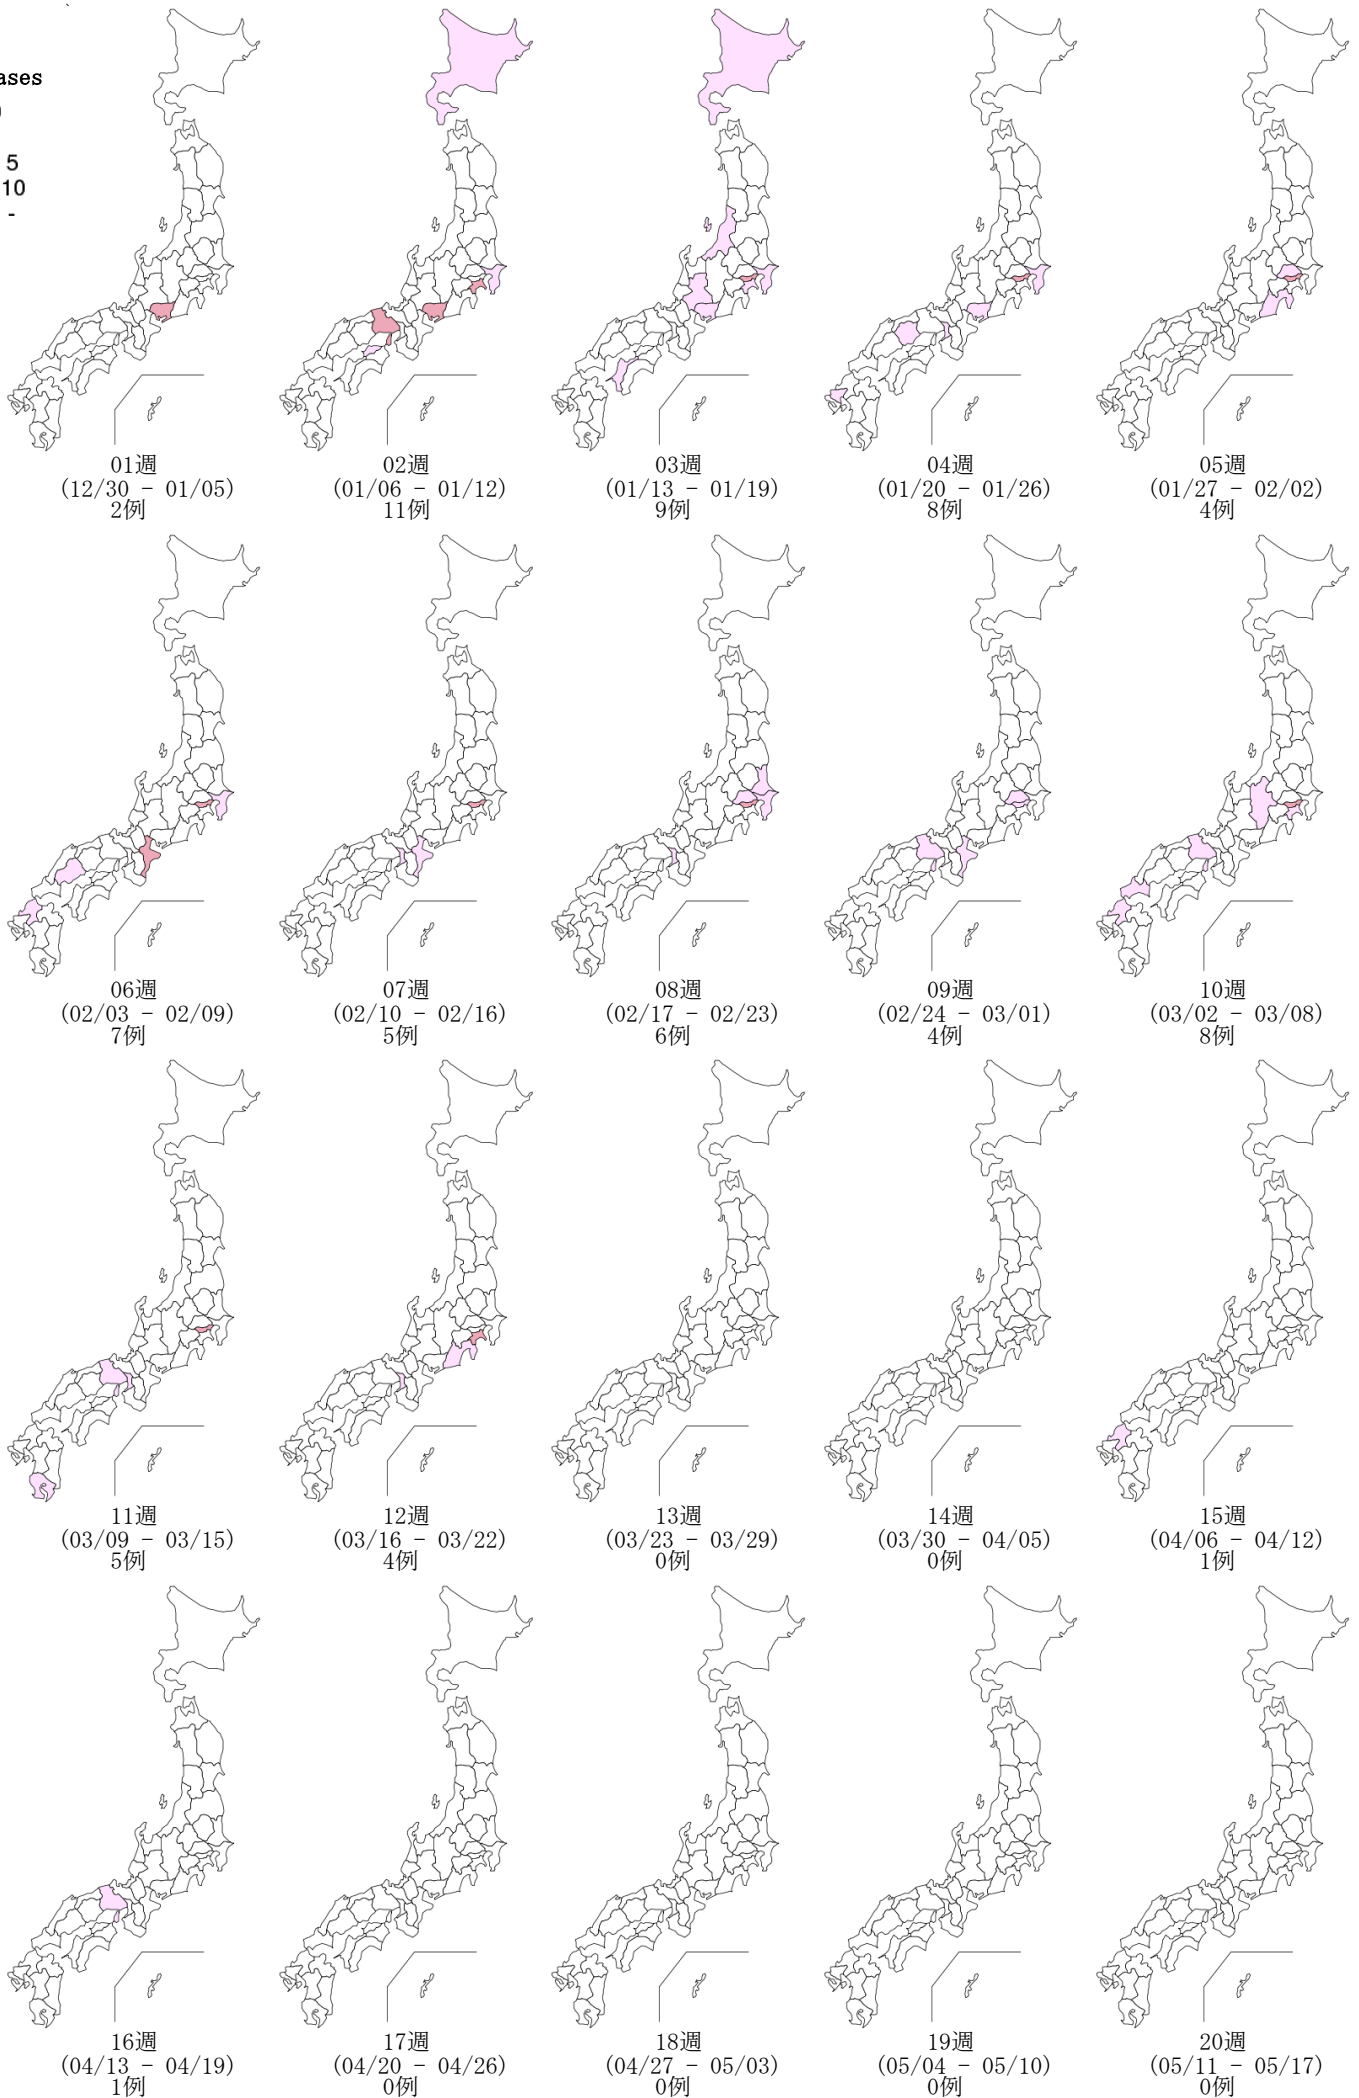 ases
5
10
-
01週
(12/30 - 01/05)
2例
02週
(01/06 - 01/12)
11例
03週
(01/13 - 01/19)
9例
04週
(01/20 - 01/26)
8例
05週
(01/27 - 02/02)
4例
06週
(02/03 - 02/09)
7例
07週
(02/10 - 02/16)
5例
08週
(02/17 - 02/23)
6例
09週
(02/24 - 03/01)
4例
10週
(03/02 - 03/08)
8例
11週
(03/09 - 03/15)
5例
12週
(03/16 - 03/22)
4例
13週
(03/23 - 03/29)
0例
14週
(03/30 - 04/05)
0例
15週
(04/06 - 04/12)
1例
16週
(04/13 - 04/19)
1例
17週
(04/20 - 04/26)
0例
18週
(04/27 - 05/03)
0例
19週
(05/04 - 05/10)
0例
20週
(05/11 - 05/17)
0例